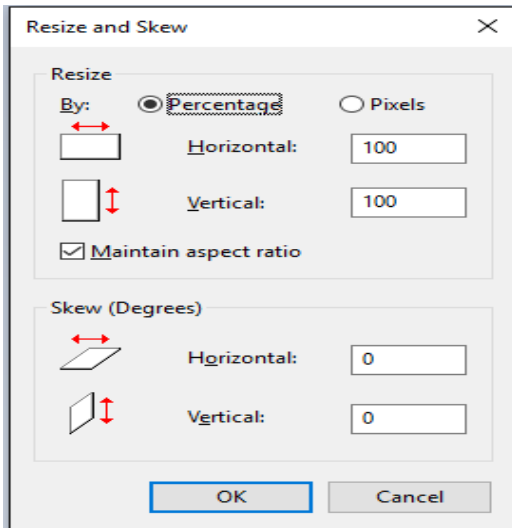 Resize and Skew
Resize
By: Percentage Pixels
Horizontal: 100
Vertical: 100
Maintain aspect ratio
Skew (Degrees)
Horizontal: 0
Vertical: 0
OK Cancel